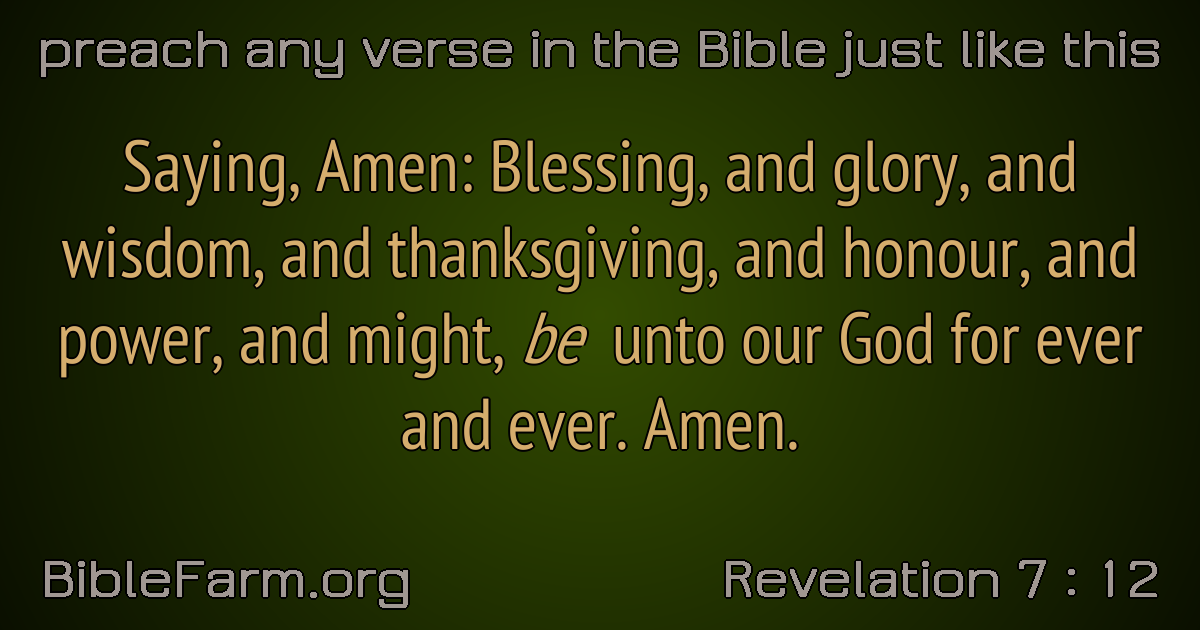 preach any verse in the Bible just like this
Saying, Amen: Blessing, and glory, and
wisdom, and thanksgiving, and honour, and
power, and might, be unto our God for ever
and ever. Amen.
BibleFarm.org
Revelation 7 : 12